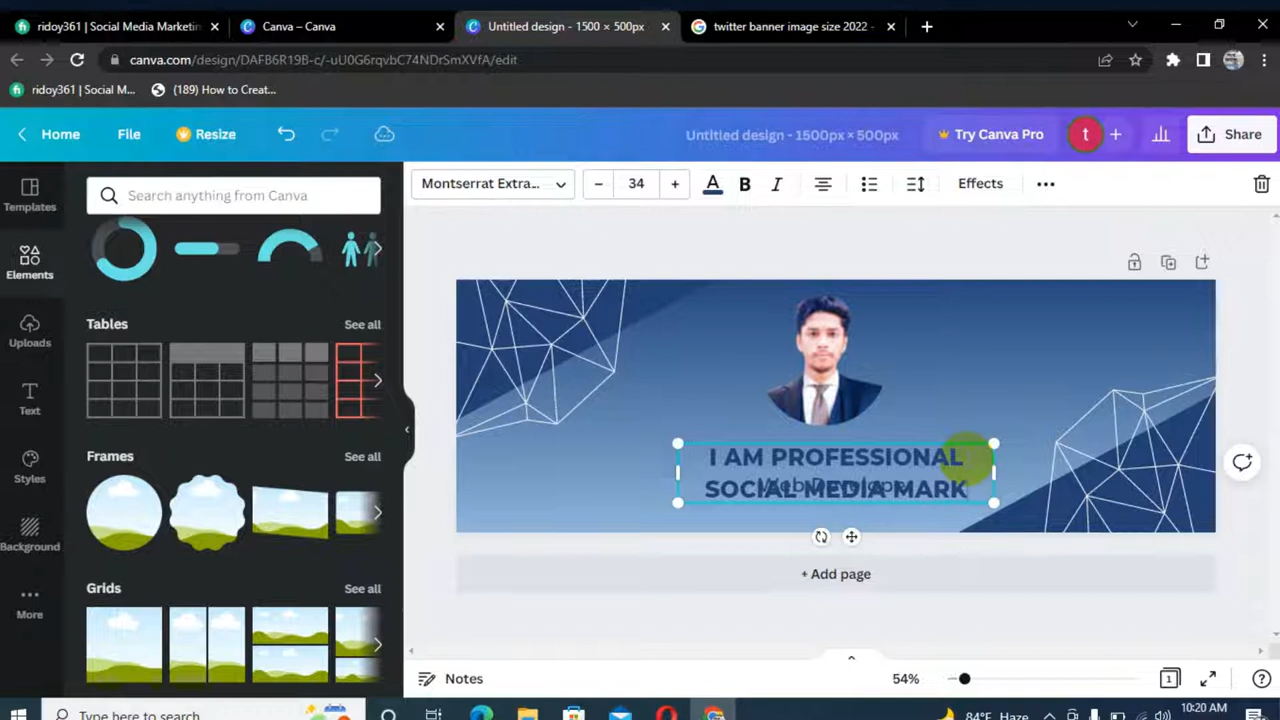 ridoy361 | Social Media Marketin
Canva – Canva
Untitled design - 1500 × 500px
twitter banner image size 2022 -
canva.com/design/DAFB6R19B-c/-uU0G6rqvbC74NDrSmXVfA/edit
ridoy361 | Social M...
(189) How to Creat...
Home
File
Resize
Untitled design - 1500px × 500px
Try Canva Pro
t
Share
Templates
Elements
Uploads
Text
Styles
Background
More
Search anything from Canva
Tables
See all
Frames
See all
Grids
See all
Montserrat Extra...
34
A
B
I
Effects
I AM PROFESSIONAL
SOCIAL MEDIA MARK
Web Developer
+ Add page
Notes
54%
1
Type here to search
84°F Haze
10:20 AM